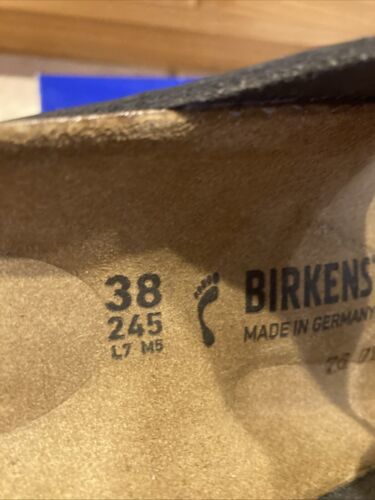 38
245
L7 M5
BIRKENS
MADE IN GERMANY